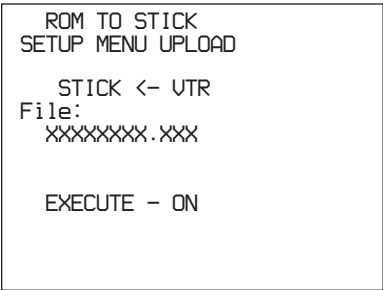 ROM TO STICK
SETUP MENU UPLOAD
STICK <- VTR
File:
XXXXXXXX.XXX
EXECUTE - ON